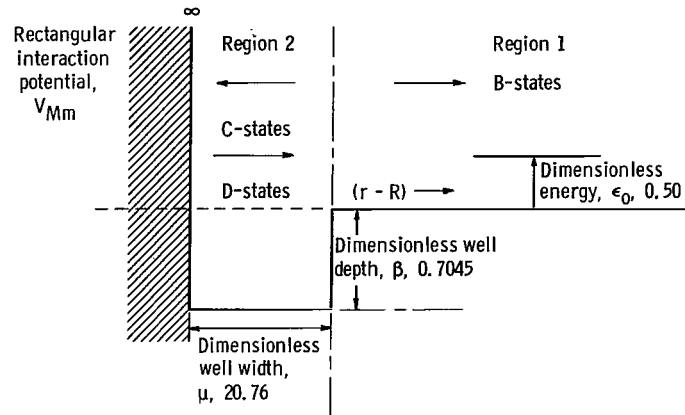 ∞
Rectangular
interaction
potential,
V_Mm
Region 2
Region 1
B-states
C-states
D-states
(r - R)
Dimensionless
energy, ϵ₀, 0.50
Dimensionless well
depth, β, 0.7045
Dimensionless
well width,
μ, 20.76